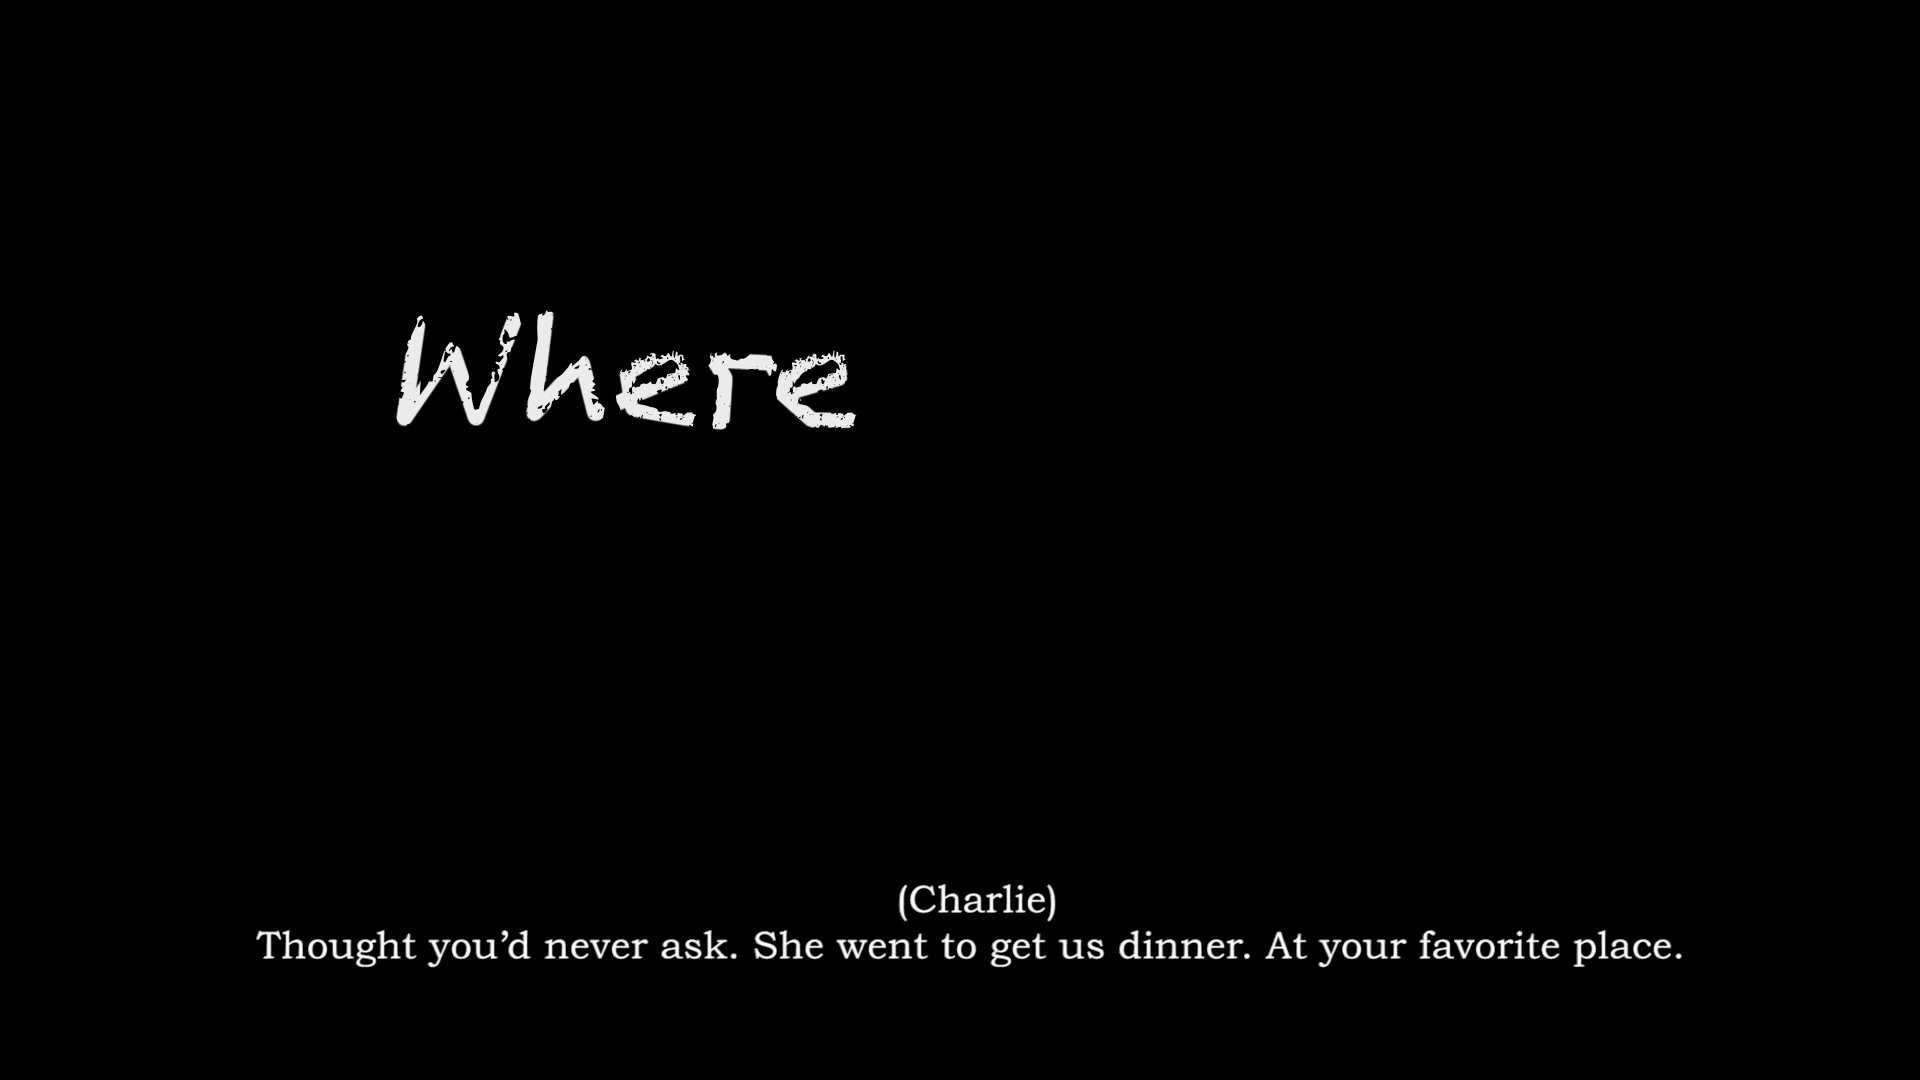 Where
(Charlie)
Thought you’d never ask. She went to get us dinner. At your favorite place.